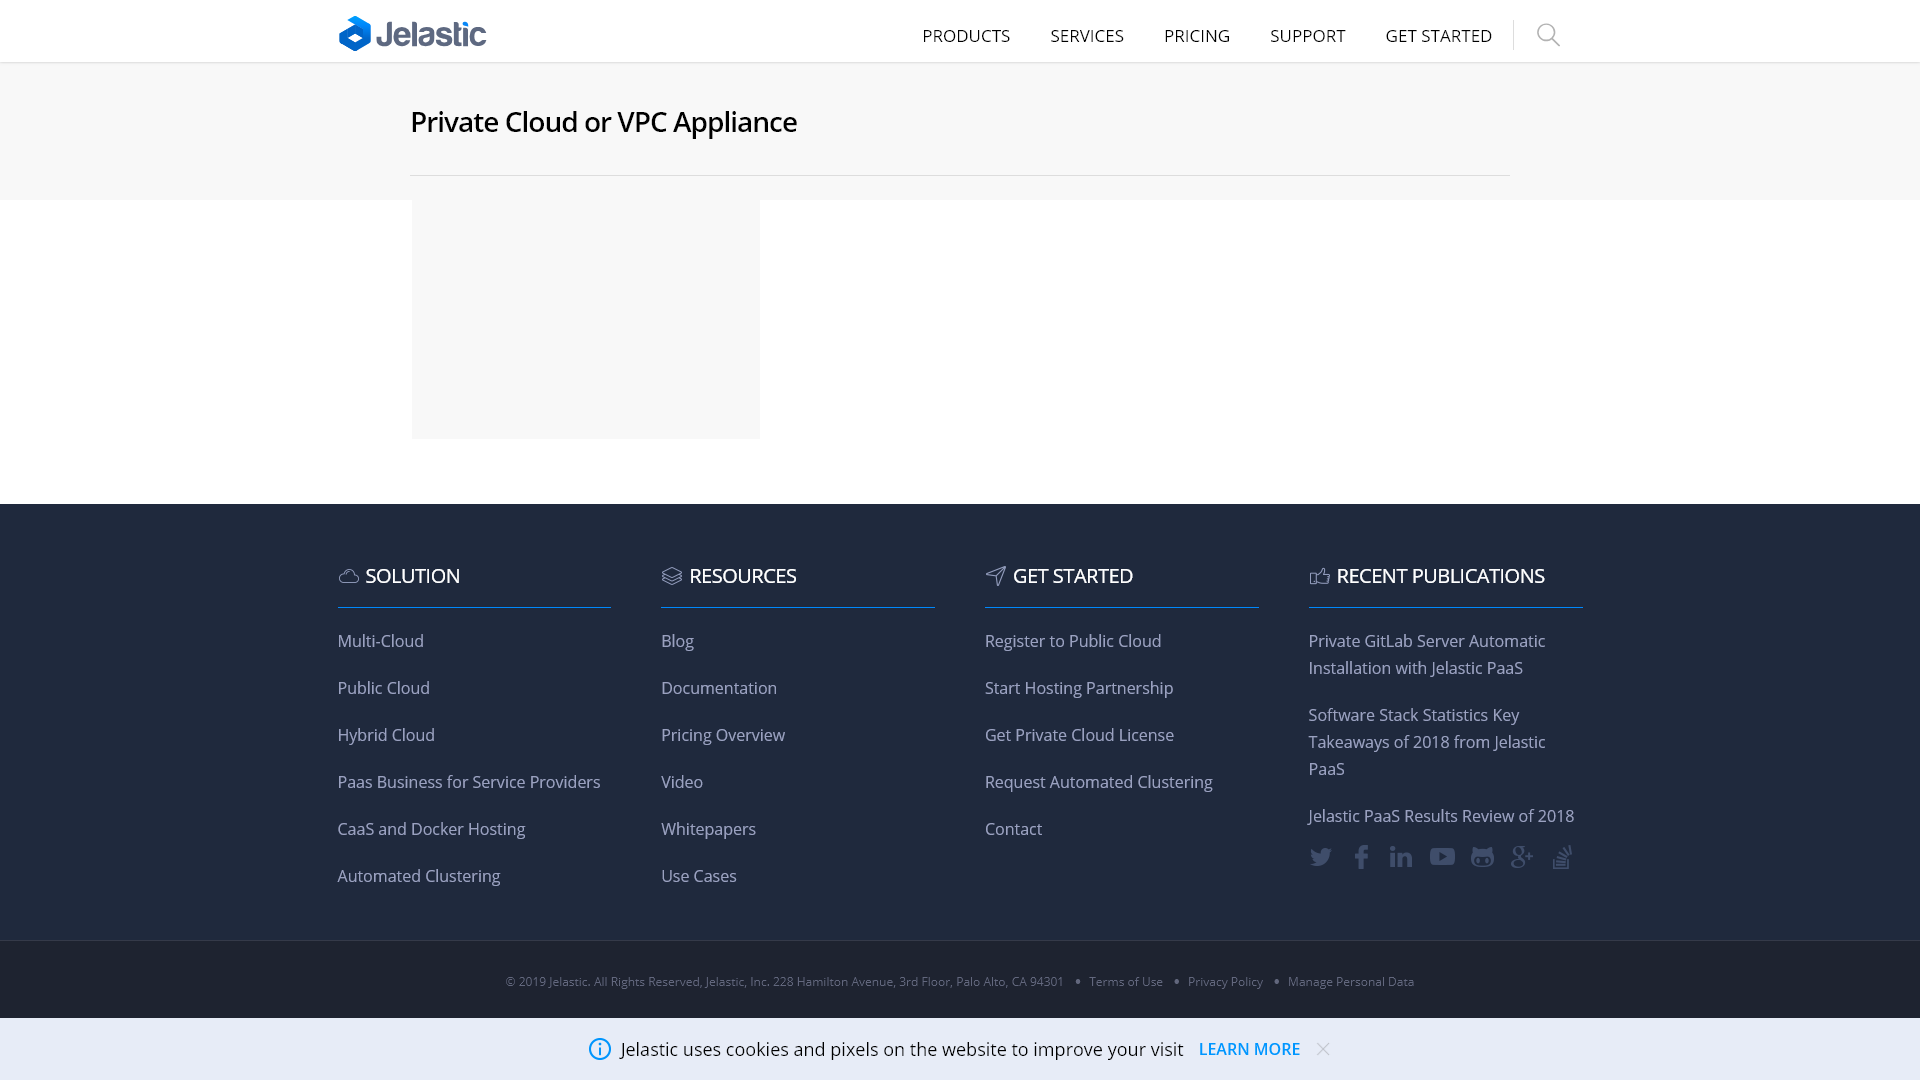 Jelastic
PRODUCTS
SERVICES
PRICING
SUPPORT
GET STARTED
Private Cloud or VPC Appliance
SOLUTION
Multi-Cloud
Public Cloud
Hybrid Cloud
Paas Business for Service Providers
CaaS and Docker Hosting
Automated Clustering
RESOURCES
Blog
Documentation
Pricing Overview
Video
Whitepapers
Use Cases
GET STARTED
Register to Public Cloud
Start Hosting Partnership
Get Private Cloud License
Request Automated Clustering
Contact
RECENT PUBLICATIONS
Private GitLab Server Automatic
Installation with Jelastic PaaS
Software Stack Statistics Key
Takeaways of 2018 from Jelastic
PaaS
Jelastic PaaS Results Review of 2018
© 2019 Jelastic. All Rights Reserved, Jelastic, Inc. 228 Hamilton Avenue, 3rd Floor, Palo Alto, CA 94301 • Terms of Use • Privacy Policy • Manage Personal Data
Jelastic uses cookies and pixels on the website to improve your visit LEARN MORE